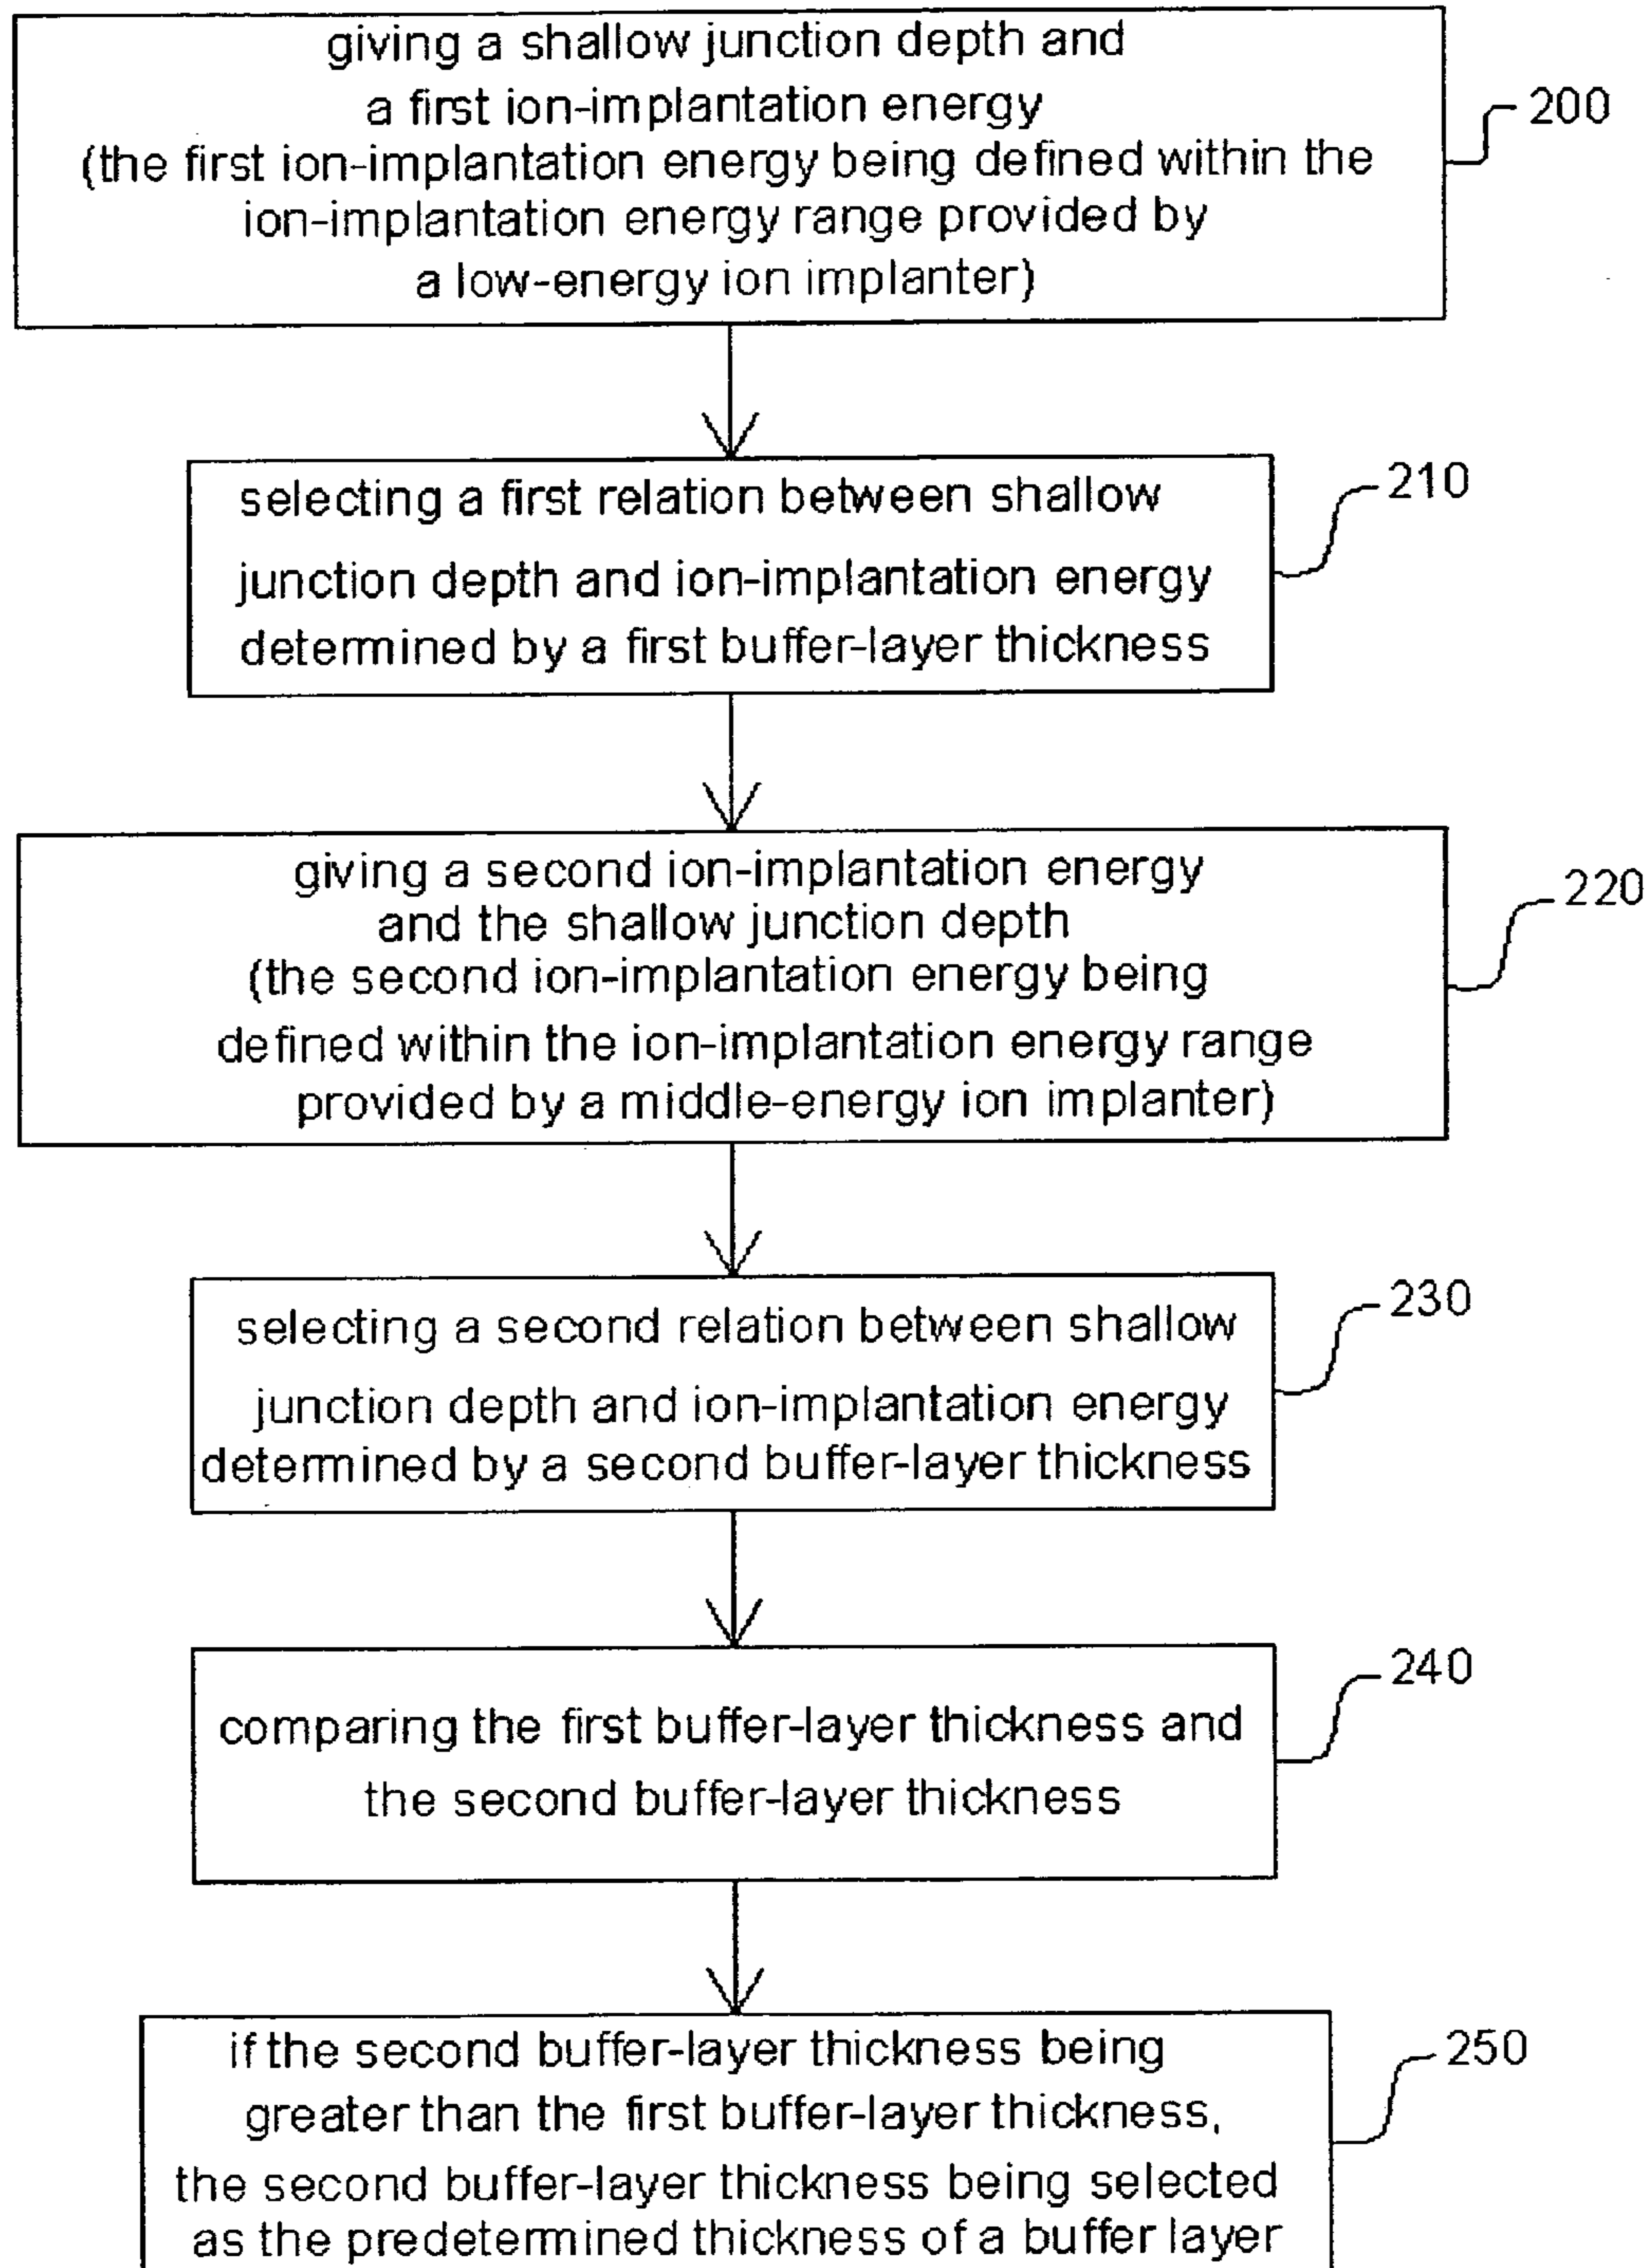 giving a shallow junction depth and
a first ion-implantation energy
(the first ion-implantation energy being defined within the
ion-implantation energy range provided by
a low-energy ion implanter)
200
selecting a first relation between shallow
junction depth and ion-implantation energy
determined by a first buffer-layer thickness
210
giving a second ion-implantation energy
and the shallow junction depth
(the second ion-implantation energy being
defined within the ion-implantation energy range
provided by a middle-energy ion implanter)
220
selecting a second relation between shallow
junction depth and ion-implantation energy
determined by a second buffer-layer thickness
230
comparing the first buffer-layer thickness and
the second buffer-layer thickness
240
if the second buffer-layer thickness being
greater than the first buffer-layer thickness,
the second buffer-layer thickness being selected
as the predetermined thickness of a buffer layer
250